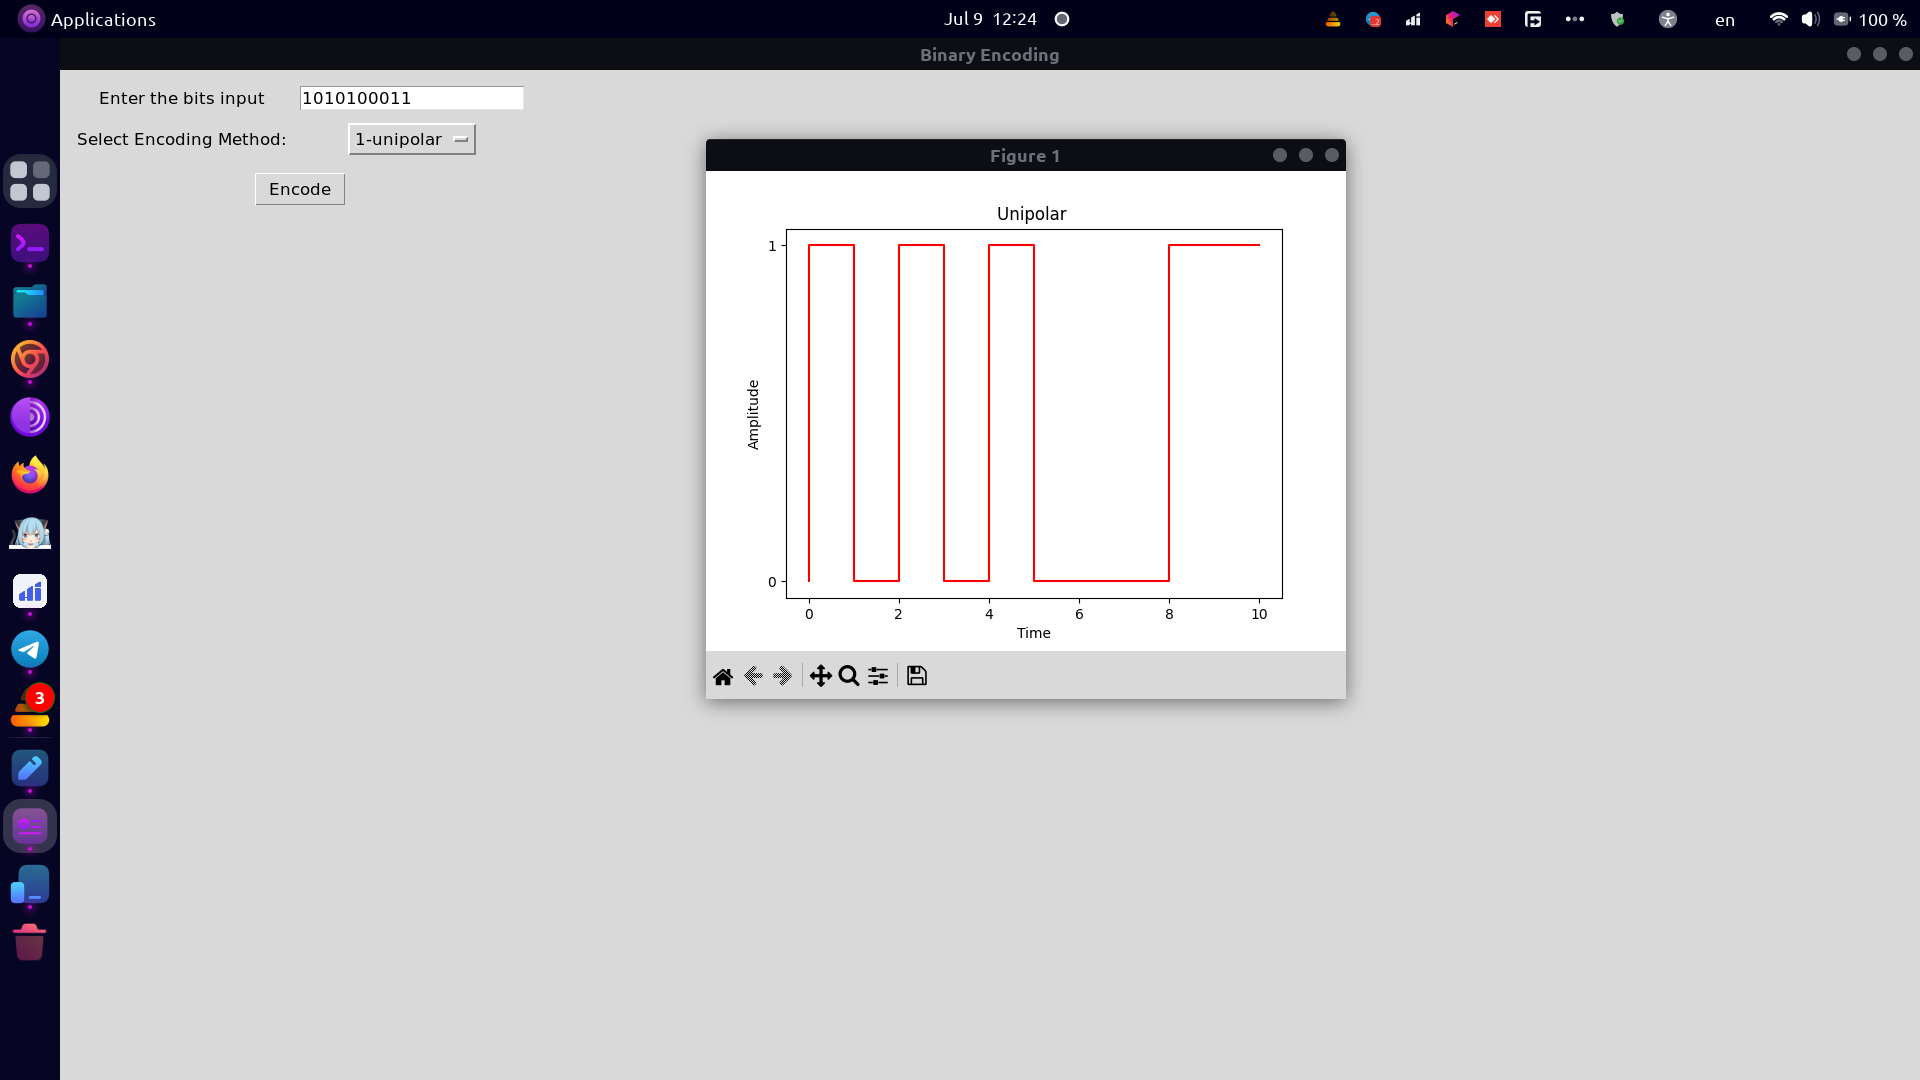 Applications
Jul 9 12:24
en
100 %
Binary Encoding
Enter the bits input
1010100011
Select Encoding Method:
1-unipolar
Encode
Figure 1
Unipolar
1
Amplitude
0
0 2 4 6 8 10
Time
3